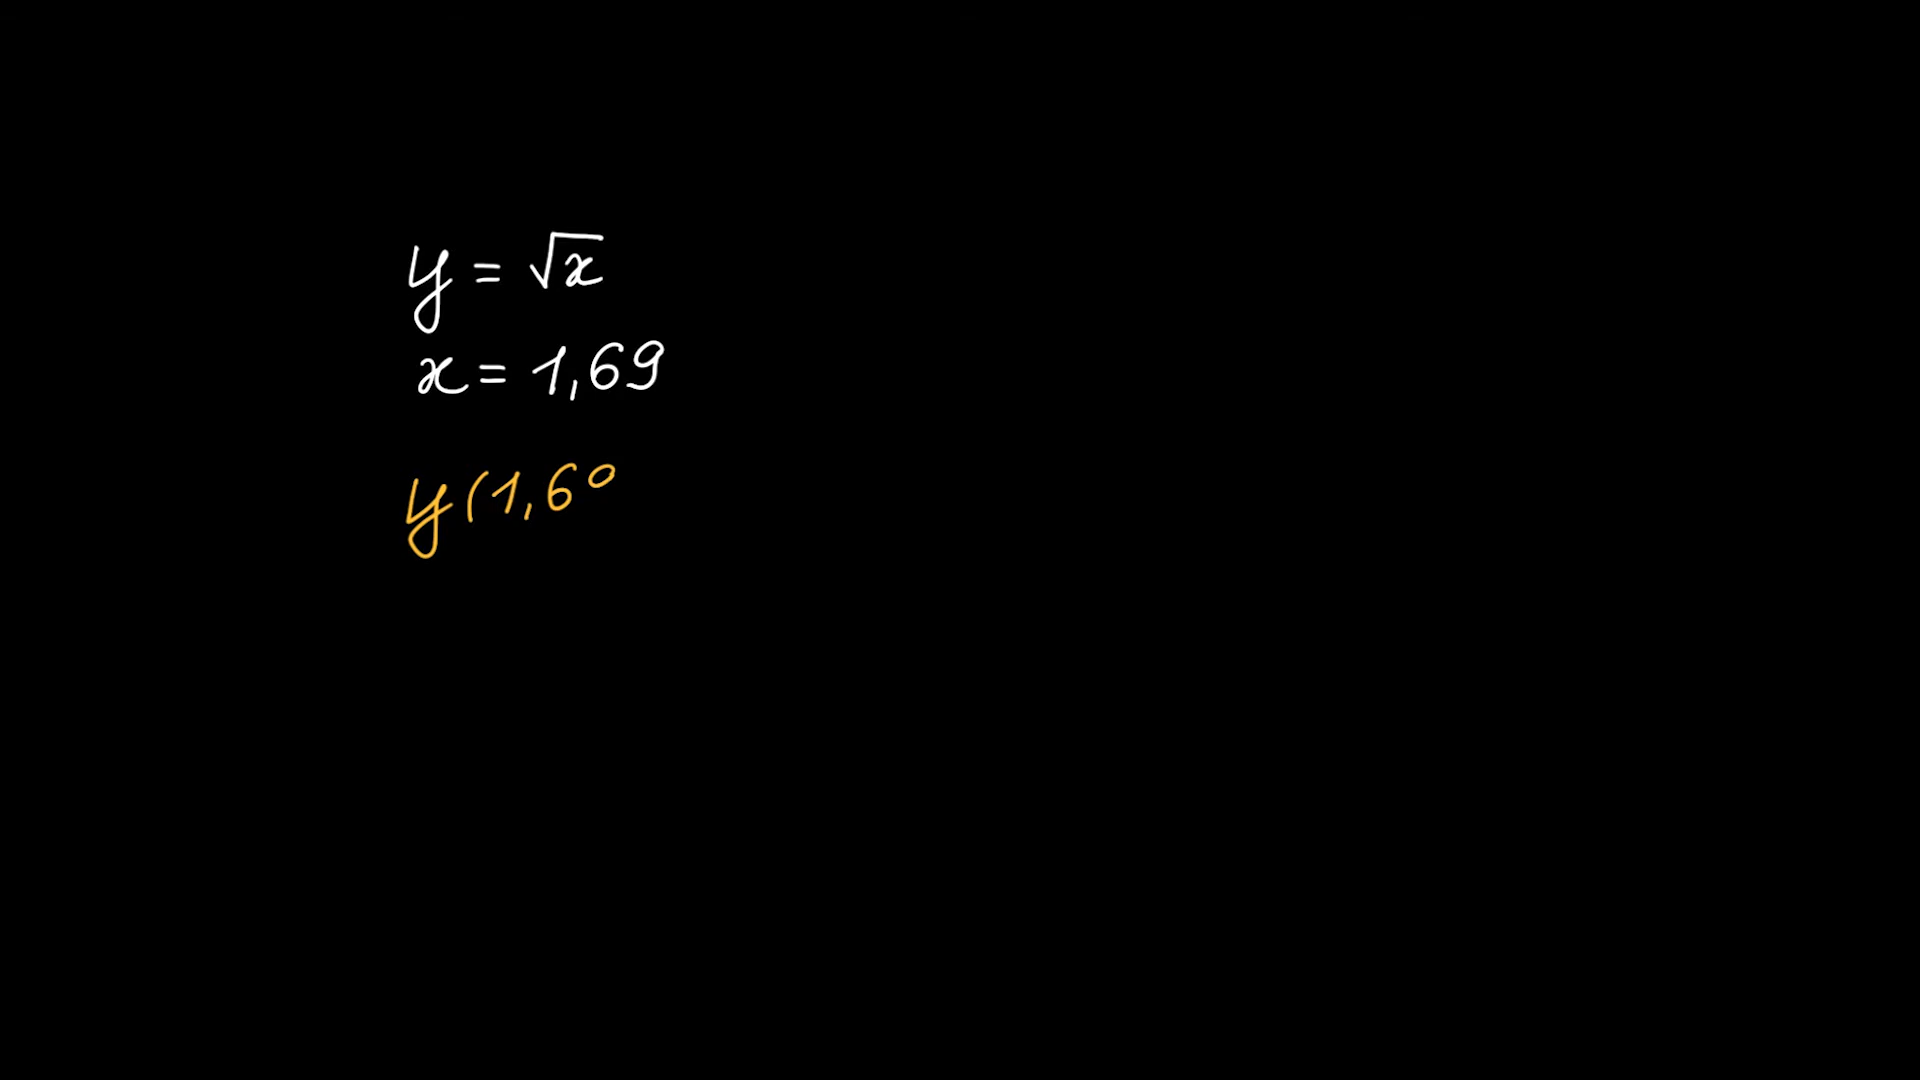 y = √x
x = 1,69
y(1,6